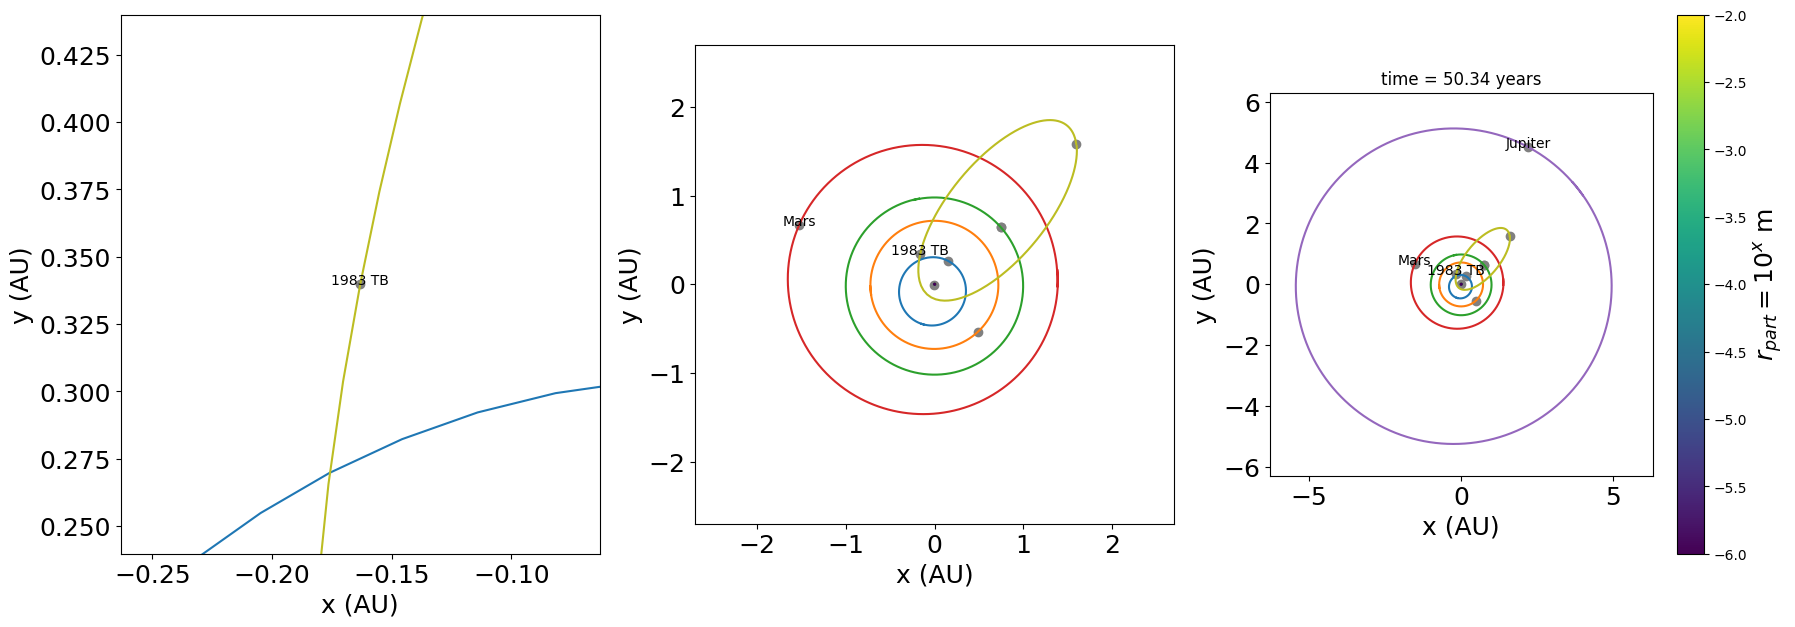 y (AU)
0.425
0.400
0.375
0.350
0.325
0.300
0.275
0.250
1983 TB
−0.25 −0.20 −0.15 −0.10
x (AU)
y (AU)
2
1
0
−1
−2
Mars
1983 TB
−2 −1 0 1 2
x (AU)
time = 50.34 years
y (AU)
6
4
2
0
−2
−4
−6
Jupiter
Mars
1983 TB
−5 0 5
x (AU)
−2.0
−2.5
−3.0
−3.5
−4.0
−4.5
−5.0
−5.5
−6.0
r_part = 10^x m